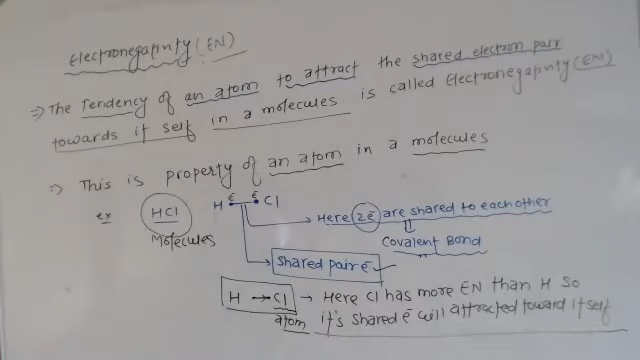 Electronegativity (EN)
⇒ The Tendency of an atom to attract the shared electron pair
towards it self in a molecules is called Electronegativity (EN)
⇒ This is property of an atom in a molecules
ex HCl H e⁻ e⁻ Cl
Molecules
→ Here 2e⁻ are shared to each other
Covalent Bond
Shared pair e⁻
H → Cl → Here Cl has more EN than H so
atom it's shared e⁻ will attracted toward it self